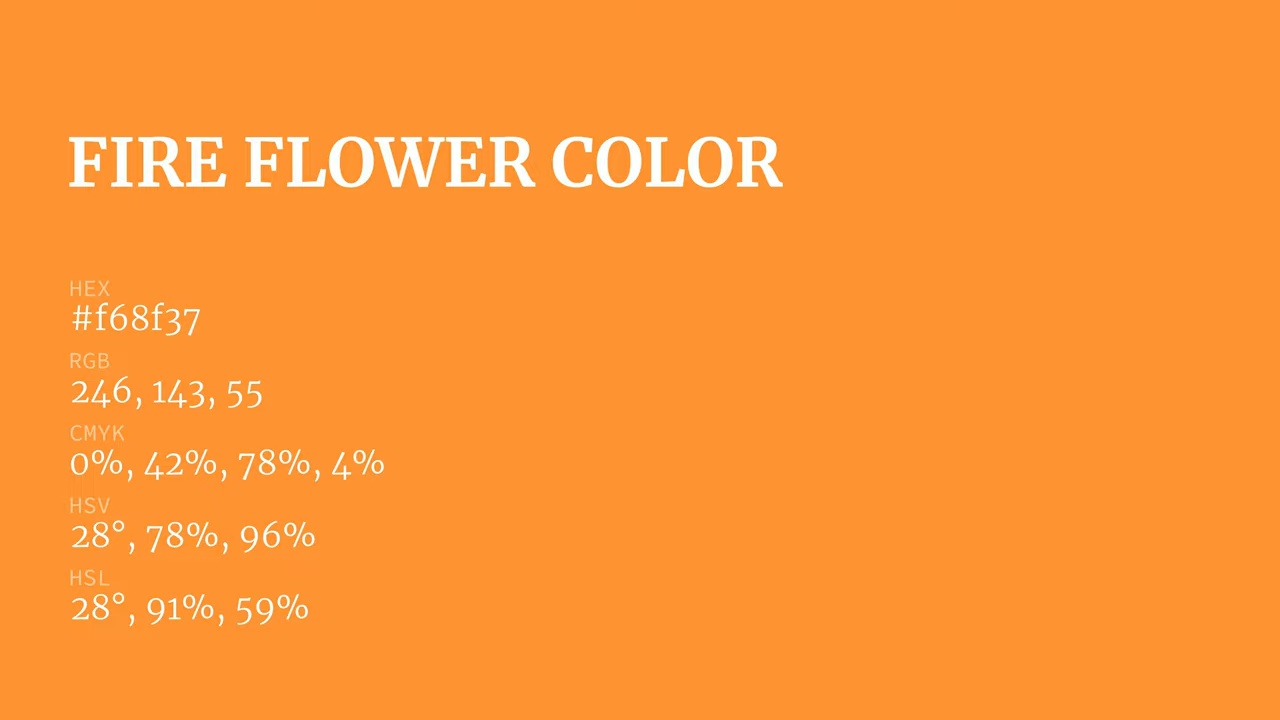 FIRE FLOWER COLOR
HEX
#f68f37
RGB
246, 143, 55
CMYK
0%, 42%, 78%, 4%
HSV
28°, 78%, 96%
HSL
28°, 91%, 59%